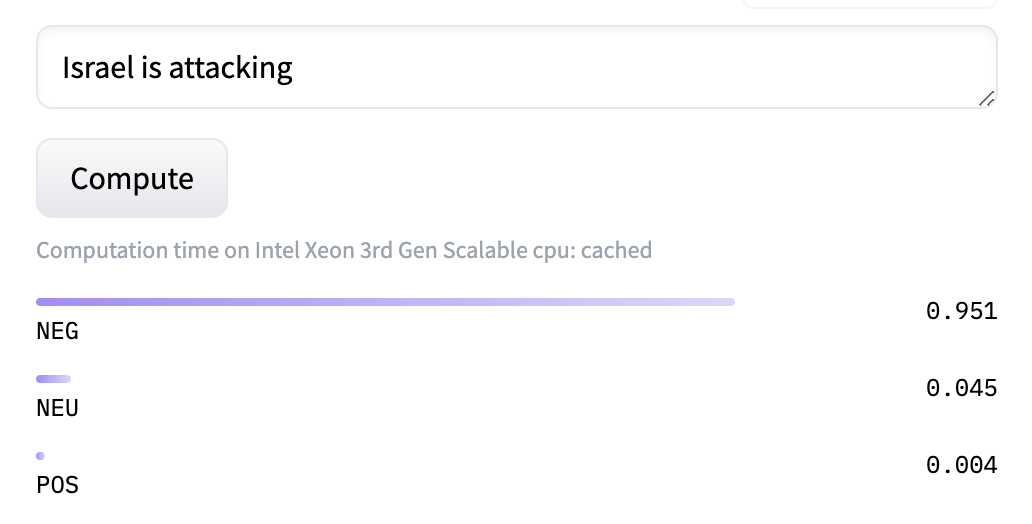 Israel is attacking
Compute
Computation time on Intel Xeon 3rd Gen Scalable cpu: cached
NEG 0.951
NEU 0.045
POS 0.004